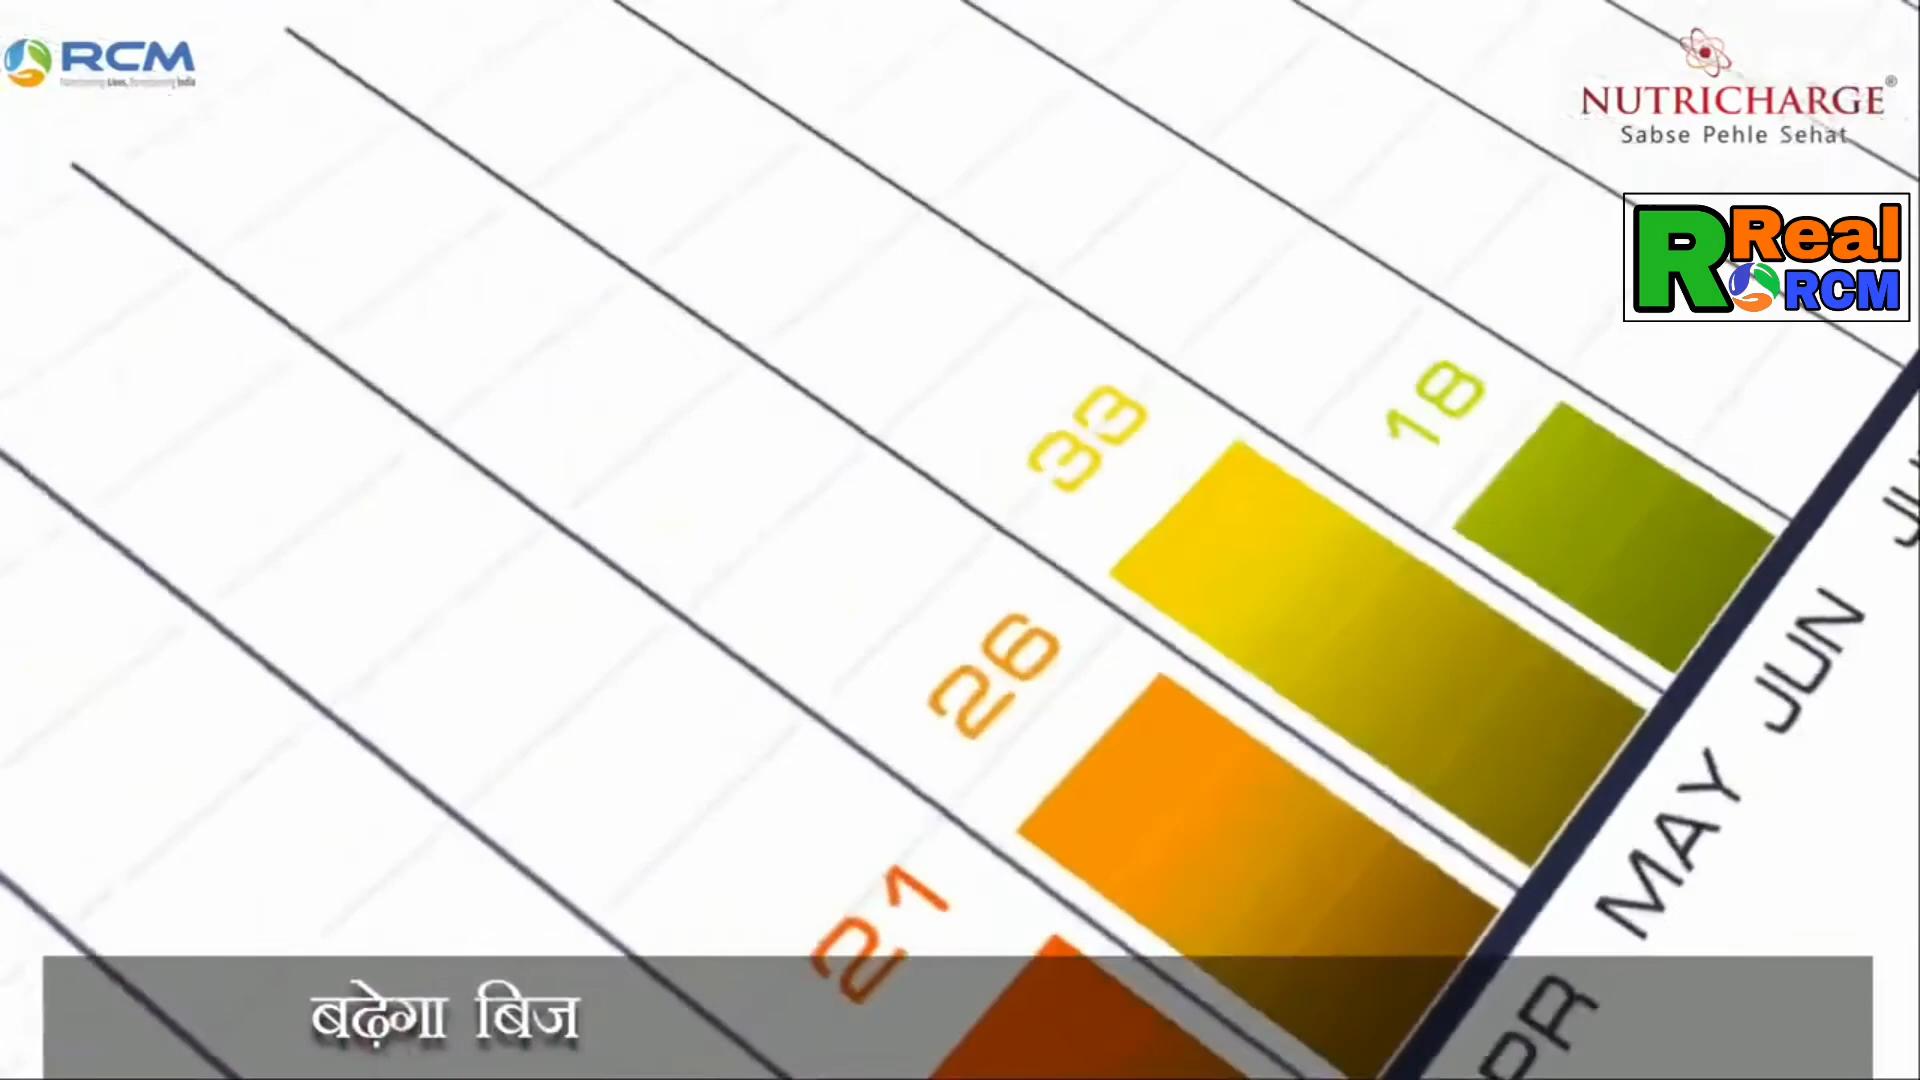 RCM
NUTRICHARGE®
Sabse Pehle Sehat
R Real
RCM
18
33
26
21
JUN
MAY
बढ़ेगा बिज